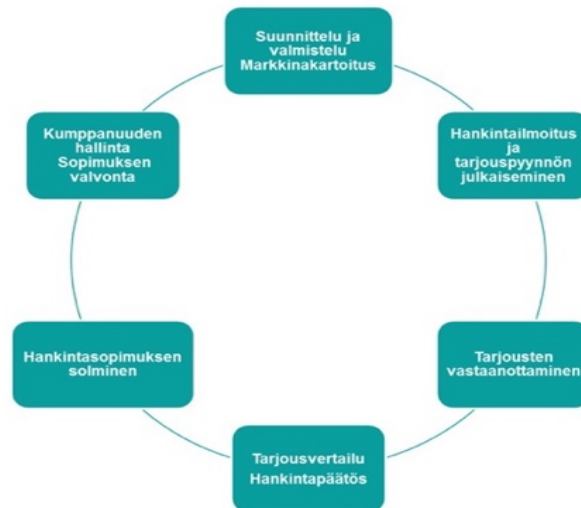 Suunnittelu ja
valmistelu
Markkinakartoitus
Hankintailmoitus
ja
tarjouspyynnön
julkaiseminen
Tarjousten
vastaanottaminen
Tarjousvertailu
Hankintapäätös
Hankintasopimuksen
solminen
Kumppanuuden
hallinta
Sopimuksen
valvonta